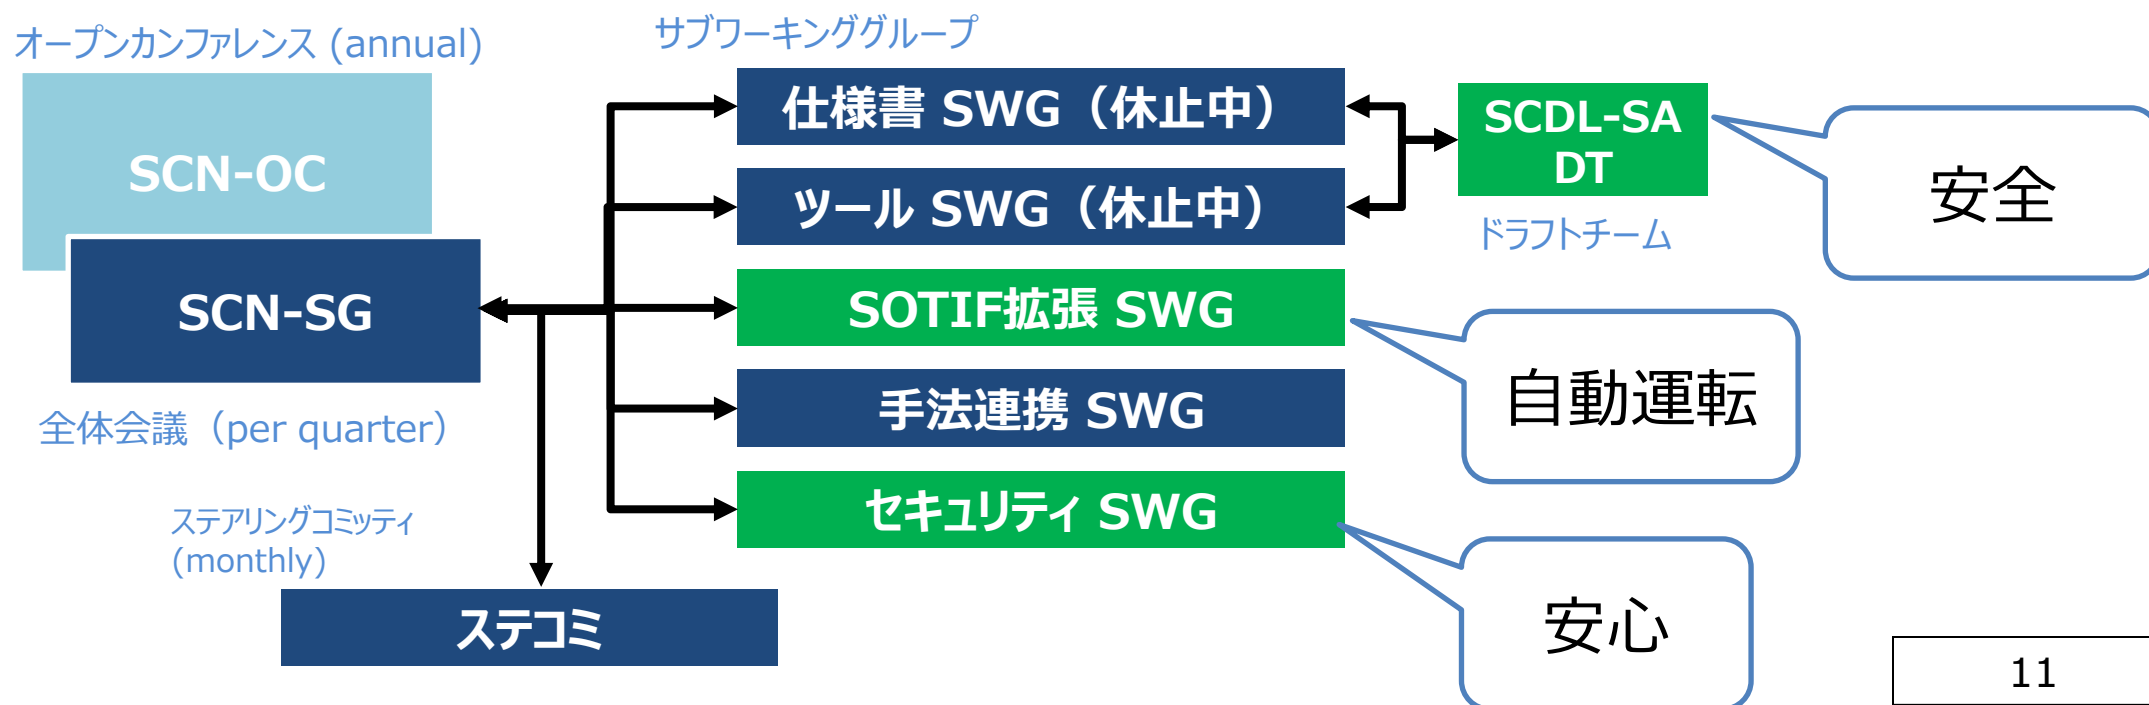 オープンカンファレンス (annual)
SCN-OC
SCN-SG
全体会議（per quarter）
ステアリングコミッティ
(monthly)
ステコミ
サブワーキンググループ
仕様書 SWG（休止中）
ツール SWG（休止中）
SOTIF拡張 SWG
手法連携 SWG
セキュリティ SWG
SCDL-SA
DT
ドラフトチーム
安全
自動運転
安心
11